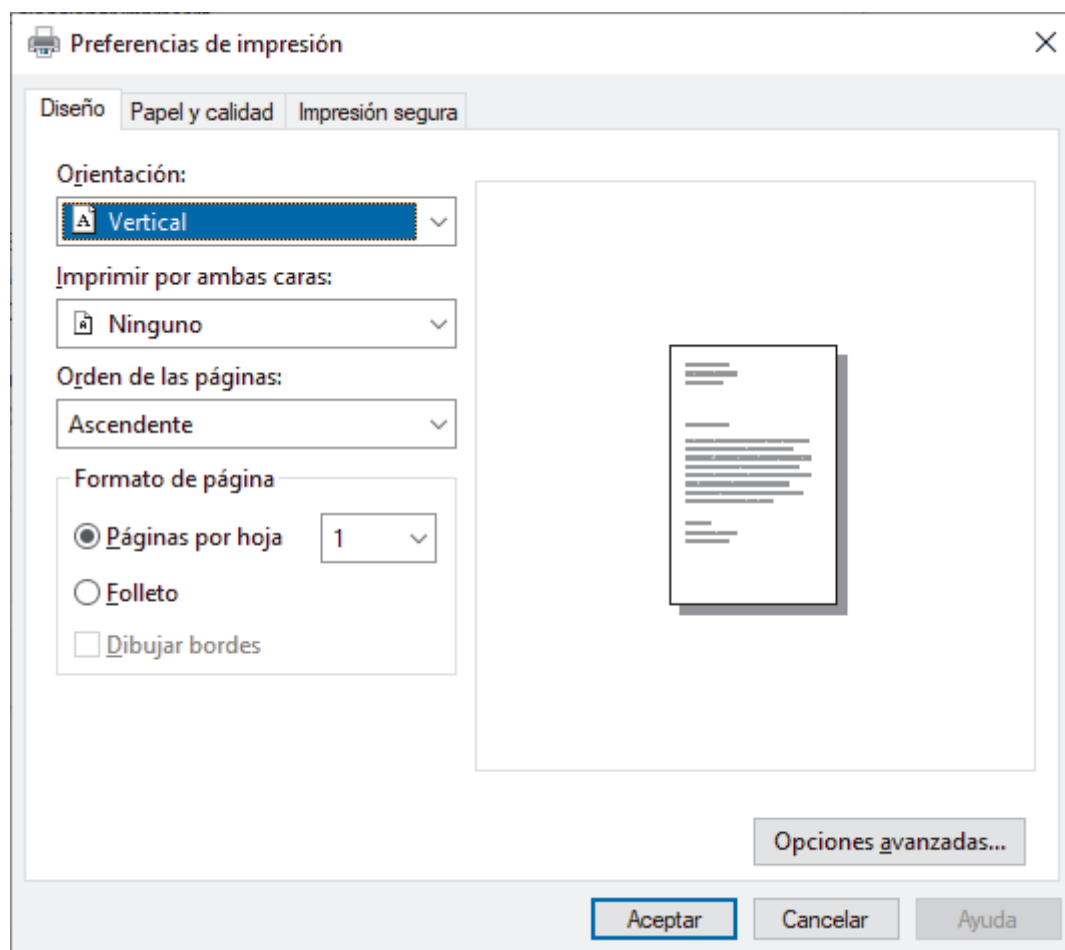 Preferencias de impresión
Diseño
Papel y calidad
Impresión segura
Orientación:
Vertical
Imprimir por ambas caras:
Ninguno
Orden de las páginas:
Ascendente
Formato de página
Páginas por hoja
1
Folleto
Dibujar bordes
Opciones avanzadas...
Aceptar
Cancelar
Ayuda